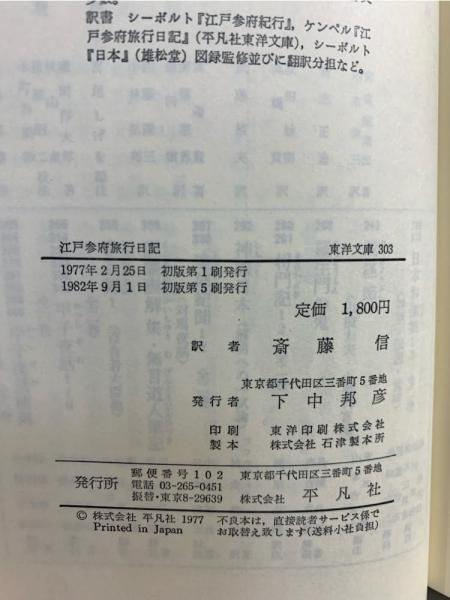 訳書 シーボルト『江戸参府紀行』, ケンペル『江
戸参府旅行日記』(平凡社東洋文庫), シーボルト
『日本』(雄松堂) 図録監修並びに翻訳分担など。
江戸参府旅行日記 東洋文庫 303
1977年2月25日 初版第1刷発行
1982年9月1日 初版第5刷発行
定価 1,800円
訳者 斎藤 信
東京都千代田区三番町5番地
発行者 下中邦彦
印刷 東洋印刷株式会社
製本 株式会社 石津製本所
郵便番号102 東京都千代田区三番町5番地
発行所 電話 03-265-0451
振替・東京8-29639 株式会社 平凡社
© 株式会社 平凡社 1977 不良本は, 直接読者サービス係で
Printed in Japan お取替え致します(送料小社負担)